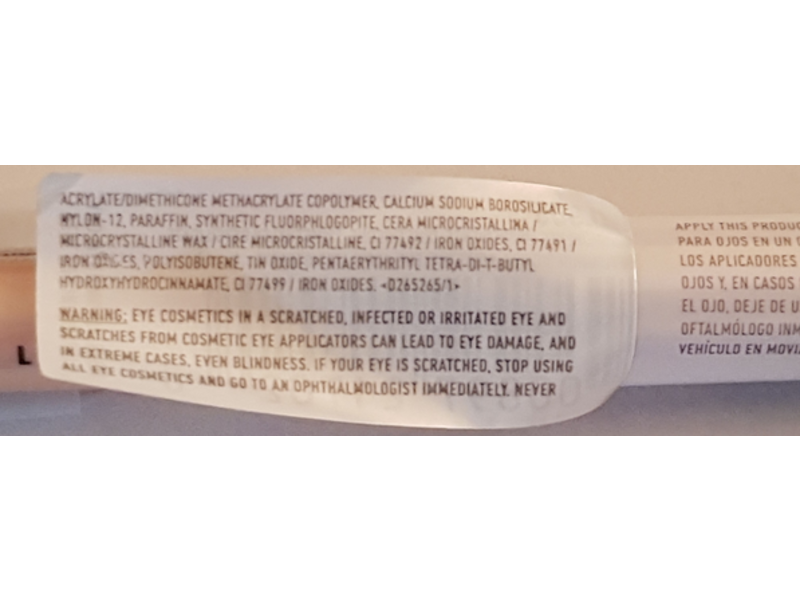 ACRYLATE/DIMETHICONE METHACRYLATE COPOLYMER, CALCIUM SODIUM BOROSILICATE,
NYLON-12, PARAFFIN, SYNTHETIC FLUORPHLOGOPITE, CERA MICROCRISTALLINA /
MICROCRYSTALLINE WAX / CIRE MICROCRISTALLINE, CI 77492 / IRON OXIDES, CI 77491 /
IRON OXIDES, POLYISOBUTENE, TIN OXIDE, PENTAERYTHRITYL TETRA-DI-T-BUTYL
HYDROXYHYDROCINNAMATE, CI 77499 / IRON OXIDES. <D265265/1>
WARNING: EYE COSMETICS IN A SCRATCHED, INFECTED OR IRRITATED EYE AND
SCRATCHES FROM COSMETIC EYE APPLICATORS CAN LEAD TO EYE DAMAGE, AND
IN EXTREME CASES, EVEN BLINDNESS. IF YOUR EYE IS SCRATCHED, STOP USING
ALL EYE COSMETICS AND GO TO AN OPHTHALMOLOGIST IMMEDIATELY. NEVER
L
APPLY THIS PRODUC
PARA OJOS EN UN
LOS APLICADORES
OJOS Y, EN CASOS
EL OJO, DEJE DE U
OFTALMÓLOGO INM
VEHÍCULO EN MOVI